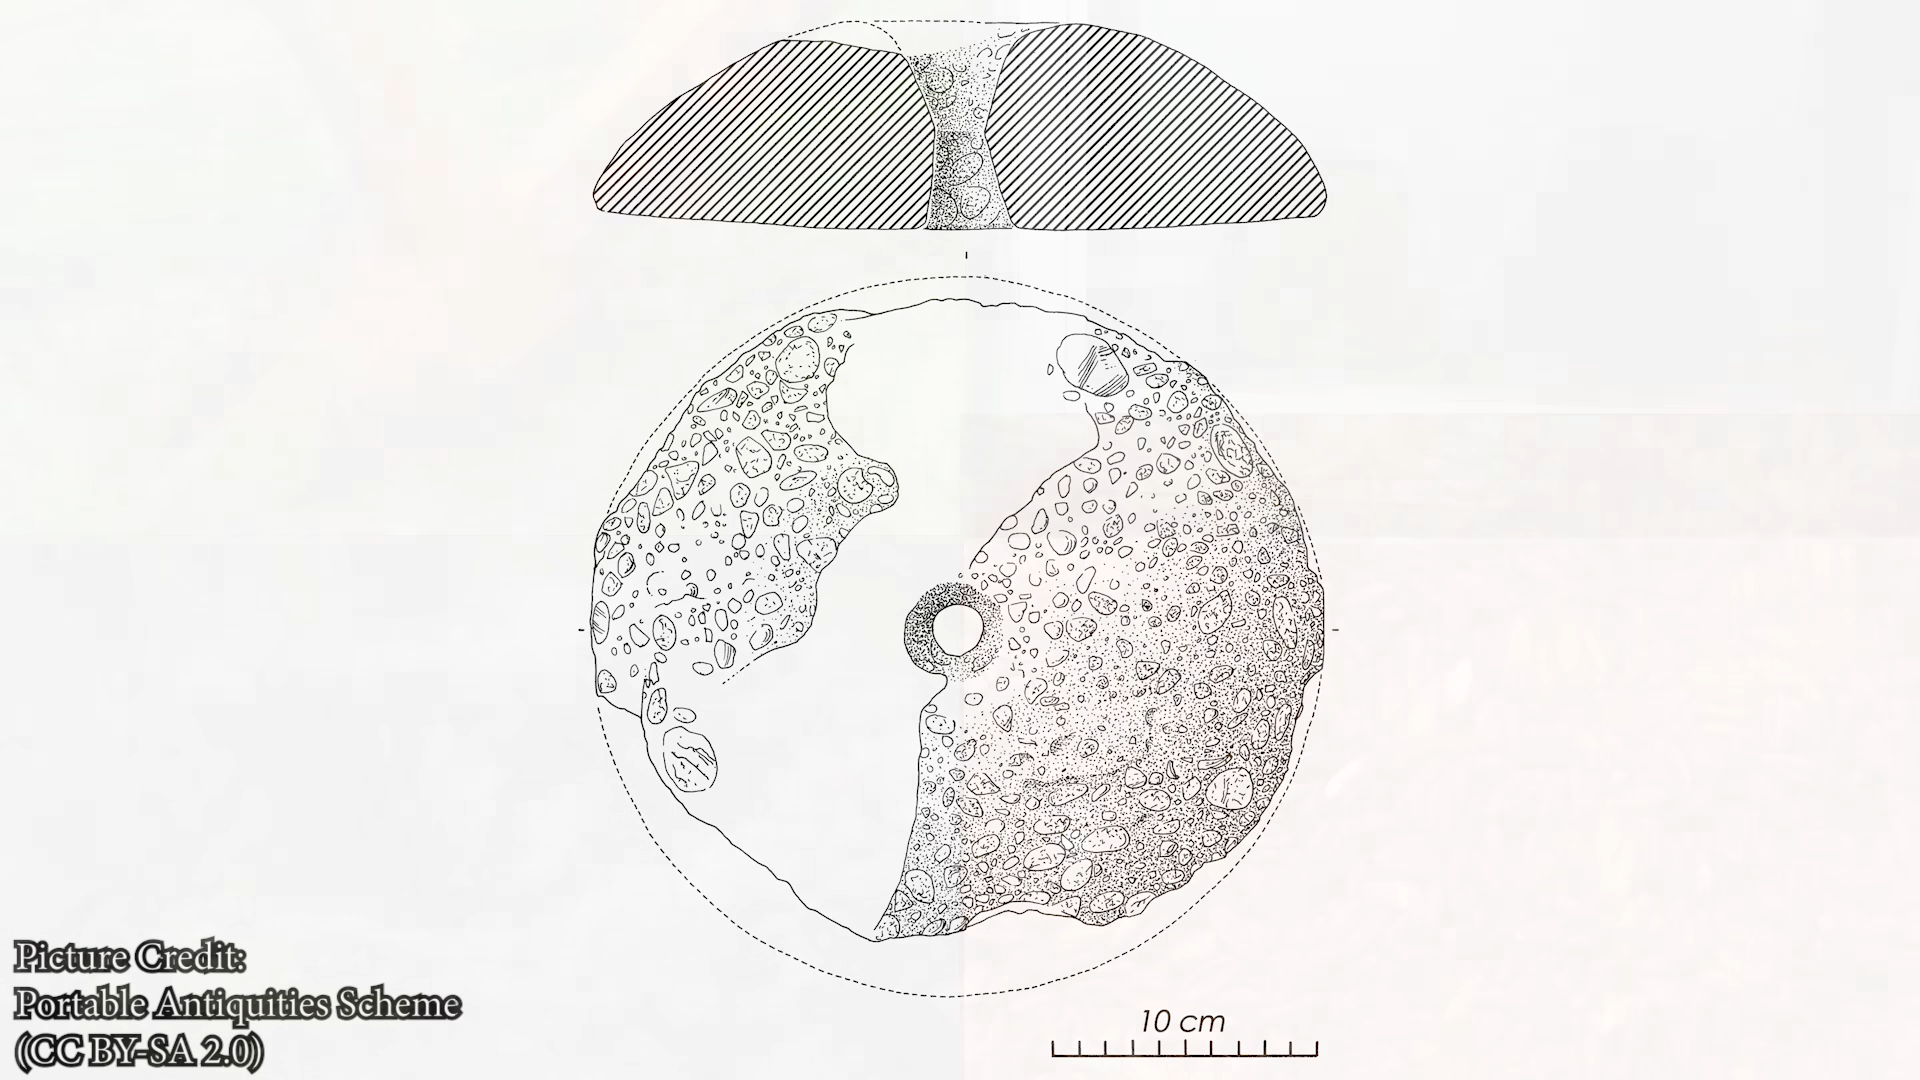 10 cm
Picture Credit:
Portable Antiquities Scheme
(CC BY-SA 2.0)